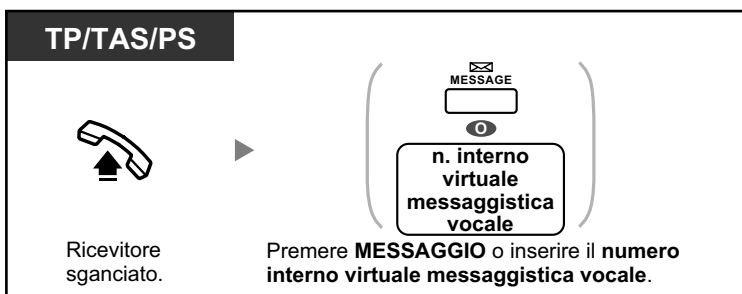 TP/TAS/PS
MESSAGE
O
n. interno
virtuale
messaggistica
vocale
Ricevitore
sganciato.
Premere MESSAGGIO o inserire il numero
interno virtuale messaggistica vocale.